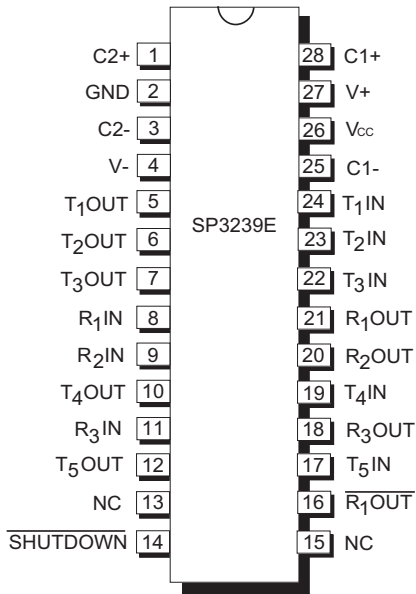 C2+ 1 28 C1+
GND 2 27 V+
C2- 3 26 Vcc
V- 4 25 C1-
T1OUT 5 24 T1IN
SP3239E
T2OUT 6 23 T2IN
T3OUT 7 22 T3IN
R1IN 8 21 R1OUT
R2IN 9 20 R2OUT
T4OUT 10 19 T4IN
R3IN 11 18 R3OUT
T5OUT 12 17 T5IN
NC 13 16 R1OUT
SHUTDOWN 14 15 NC